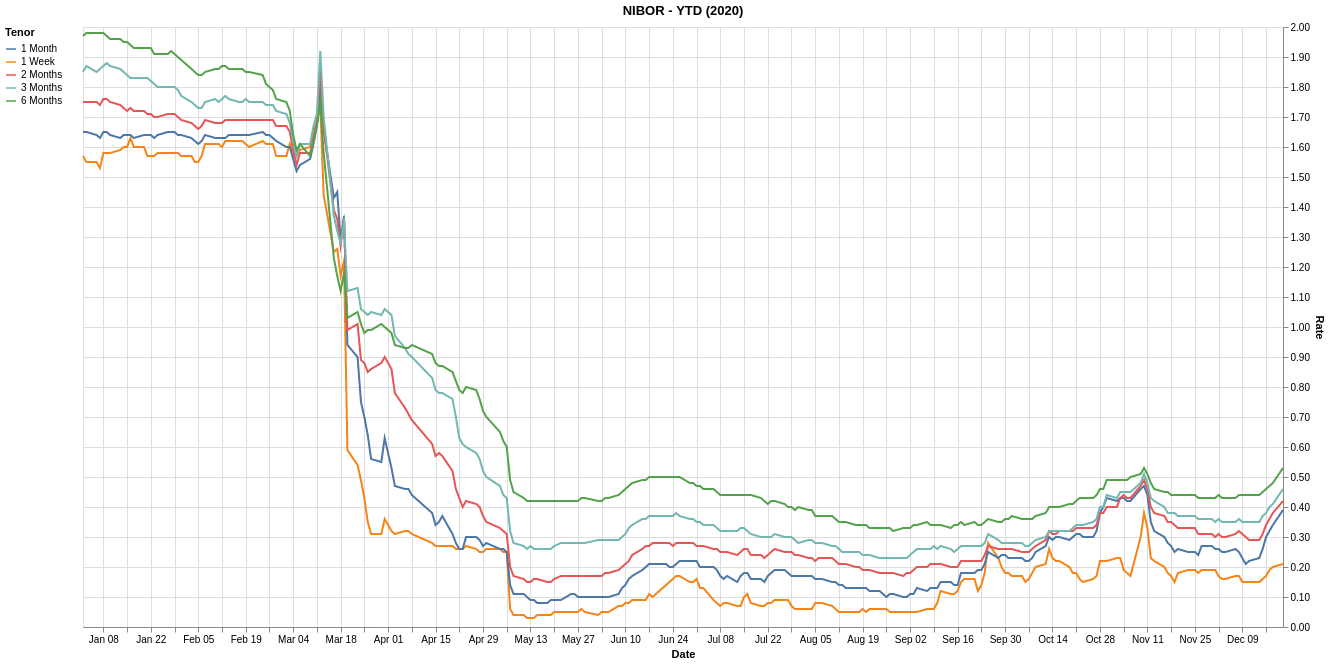 NIBOR - YTD (2020)
Tenor
1 Month
1 Week
2 Months
3 Months
6 Months
2.00
1.90
1.80
1.70
1.60
1.50
1.40
1.30
1.20
1.10
1.00
0.90
0.80
0.70
0.60
0.50
0.40
0.30
0.20
0.10
0.00
Rate
Jan 08 Jan 22 Feb 05 Feb 19 Mar 04 Mar 18 Apr 01 Apr 15 Apr 29 May 13 May 27 Jun 10 Jun 24 Jul 08 Jul 22 Aug 05 Aug 19 Sep 02 Sep 16 Sep 30 Oct 14 Oct 28 Nov 11 Nov 25 Dec 09
Date